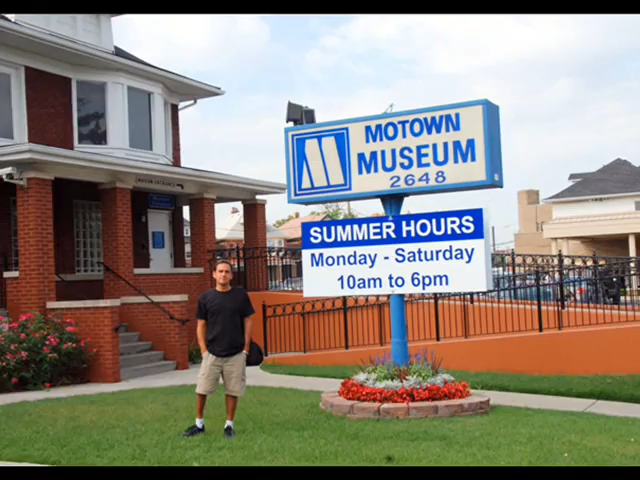 MOTOWN
MUSEUM
2648
SUMMER HOURS
Monday - Saturday
10am to 6pm